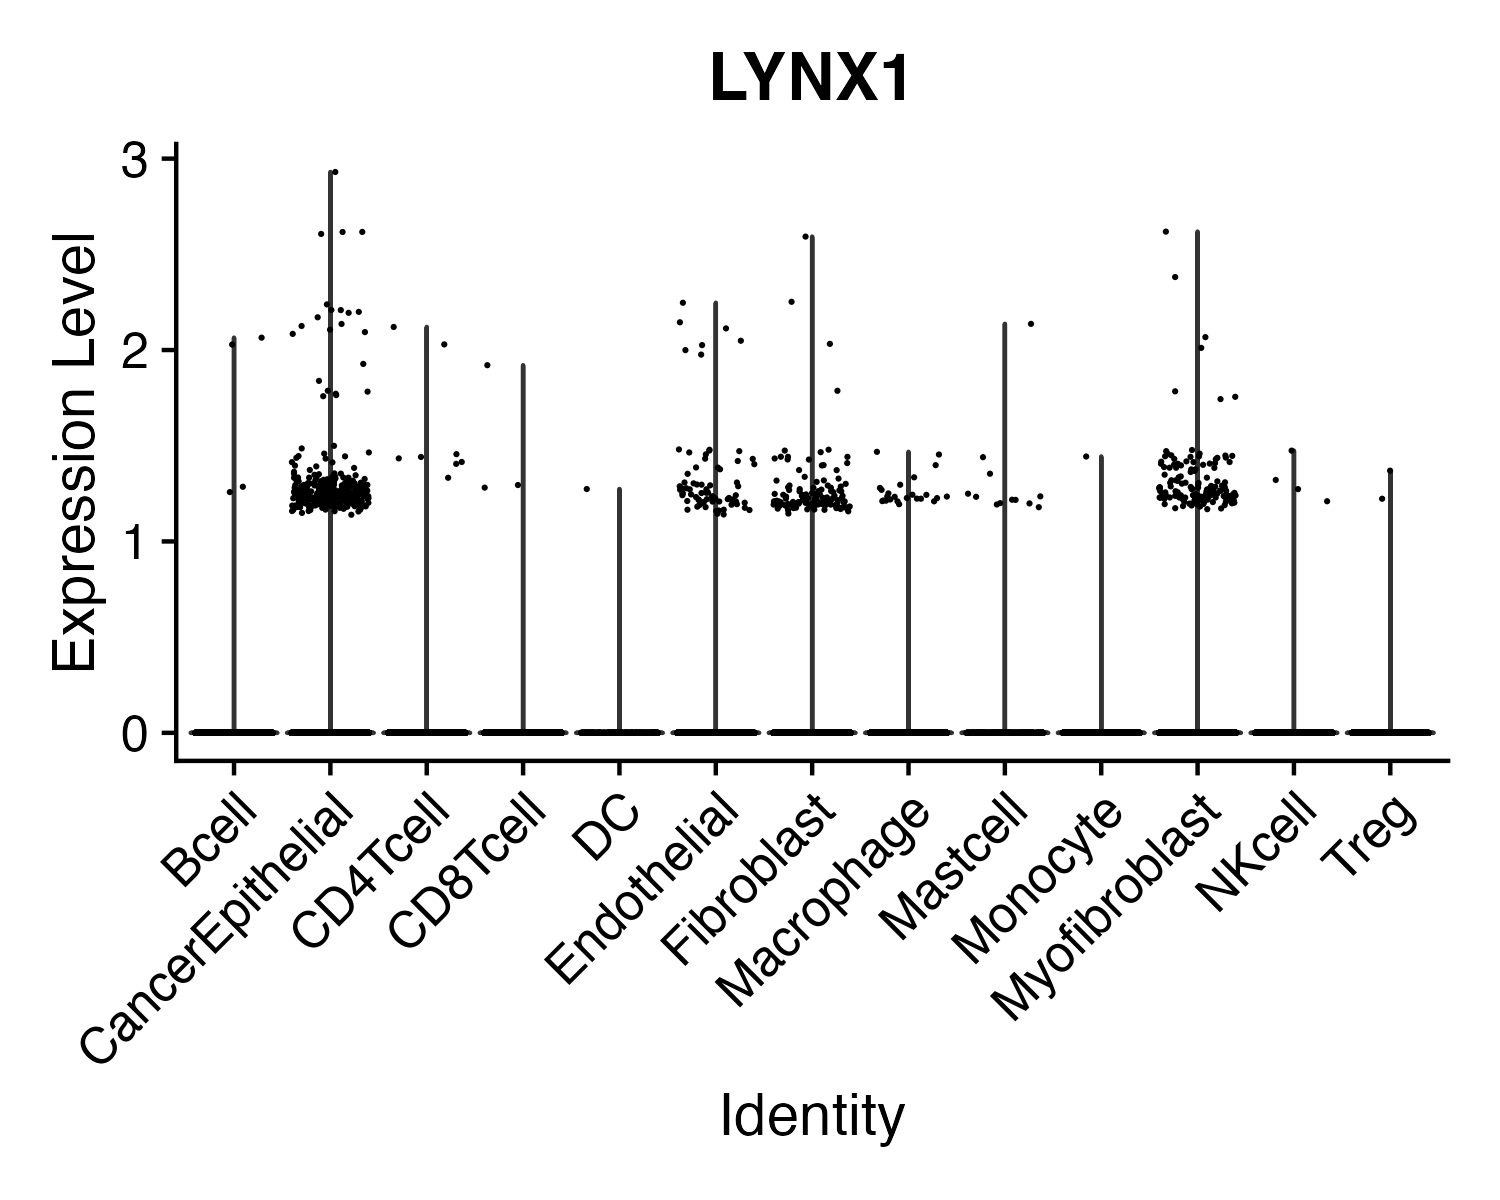 LYNX1
Expression Level
3
2
1
0
Bcell
CancerEpithelial
CD4Tcell
CD8Tcell
DC
Endothelial
Fibroblast
Macrophage
Mastcell
Monocyte
Myofibroblast
NKcell
Treg
Identity